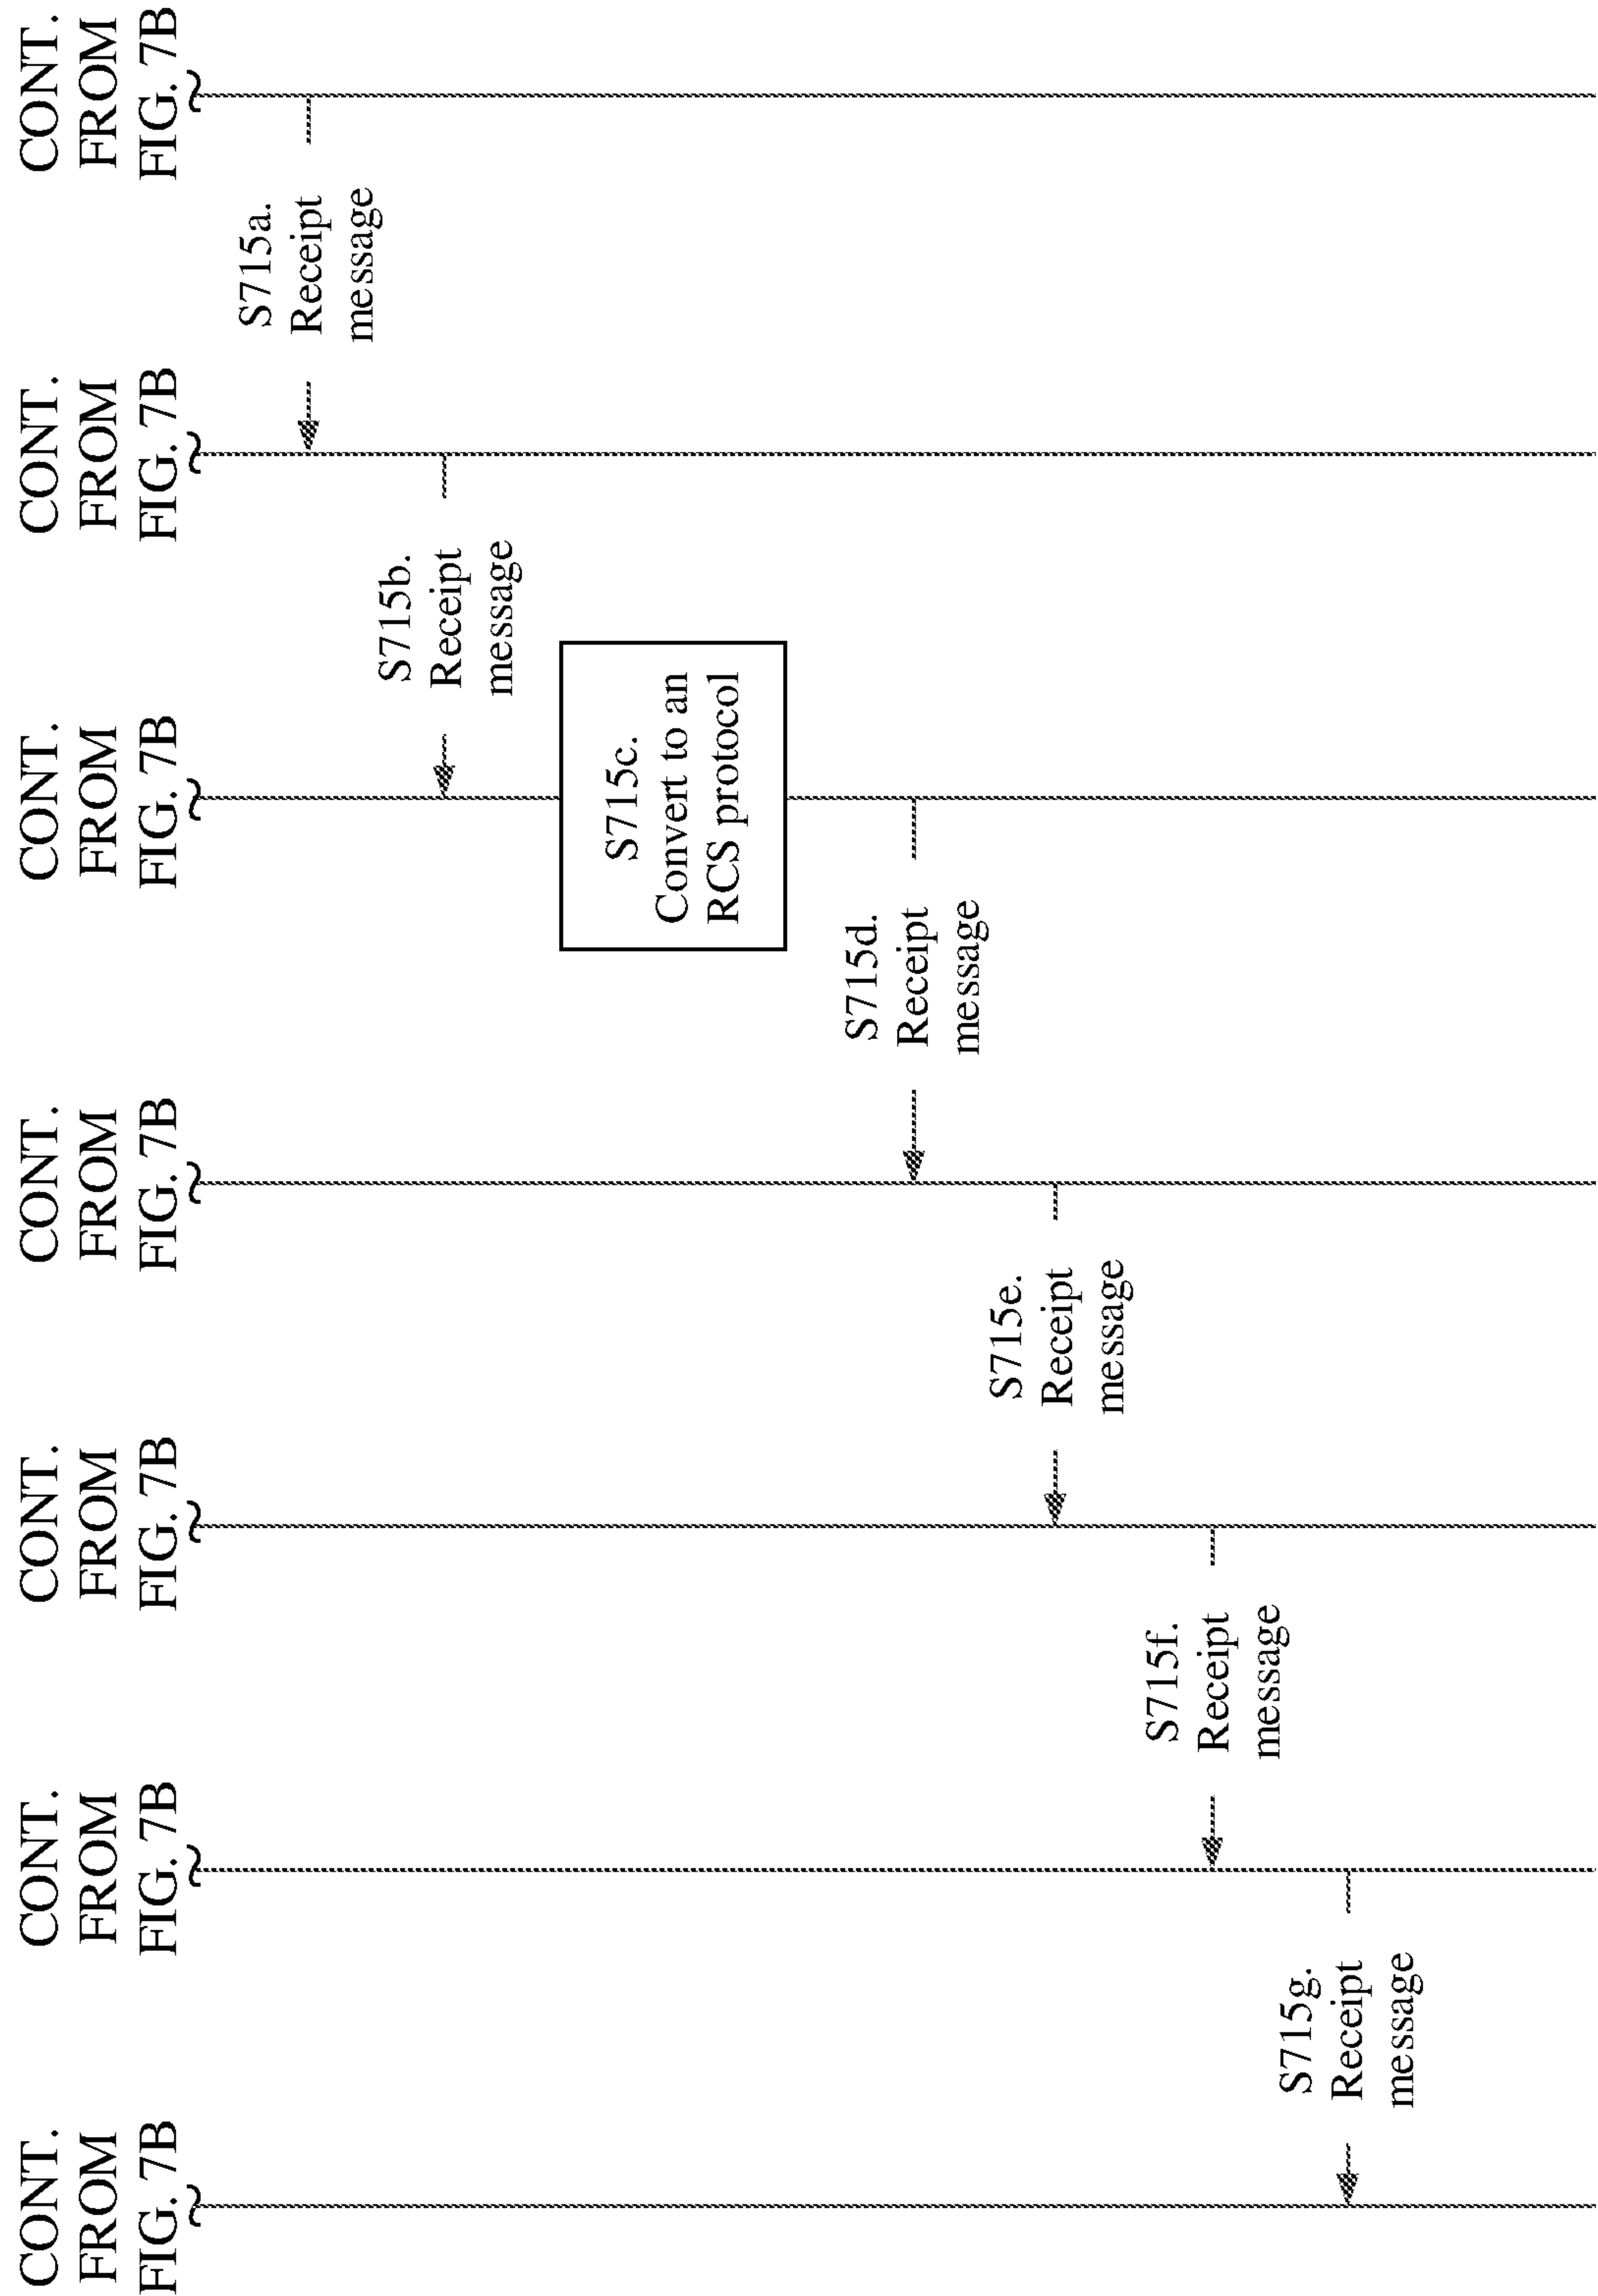 CONT.
FROM
FIG. 7B
CONT.
FROM
FIG. 7B
CONT.
FROM
FIG. 7B
CONT.
FROM
FIG. 7B
CONT.
FROM
FIG. 7B
CONT.
FROM
FIG. 7B
CONT.
FROM
FIG. 7B
S715a.
Receipt
message
S715b.
Receipt
message
S715c.
Convert to an
RCS protocol
S715d.
Receipt
message
S715e.
Receipt
message
S715f.
Receipt
message
S715g.
Receipt
message